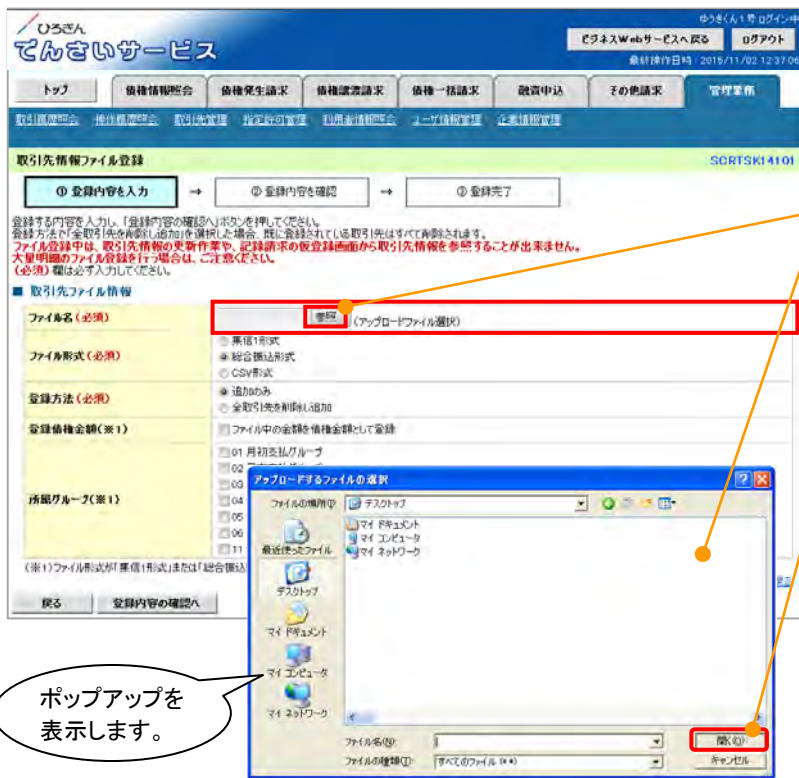 ひろぎん
でんさいサービス
ビジネスWebサービスへ戻る ログアウト
最終操作日時:2015/11/02 12:37:06
トップ 債権情報照会 債権発生請求 債権譲渡請求 債権一括請求 融資申込 その他請求 管理業務
取引履歴照会 操作履歴照会 取引先管理 指定許可管理 利用者情報照会 ユーザ情報管理 企業情報管理
取引先情報ファイル登録 SCRTSK14101
① 登録内容を入力 → ② 登録内容を確認 → ③ 登録完了
登録する内容を入力し、「登録内容の確認へ」ボタンを押してください。
登録方法で「全取引先を削除し追加」を選択した場合、既に登録されている取引先はすべて削除されます。
ファイル登録中は、取引先情報の更新作業や、記録請求の仮登録画面から取引先情報を参照することが出来ません。
大量明細のファイル登録を行う場合は、ご注意ください。
(必須)欄は必ず入力してください。
■ 取引先ファイル情報
ファイル名(必須) 参照 (アップロードファイル選択)
ファイル形式(必須)
集信1形式
総合振込形式
CSV形式
登録方法(必須)
追加のみ
全取引先を削除し追加
登録債権金額(※1) ファイル中の金額を債権金額として登録
所属グループ(※1)
01 月初支払グループ
02
03
04
05
06
11
(※1)ファイル形式が「集信1形式」または「総合振込
戻る 登録内容の確認へ
アップロードするファイルの選択
ファイルの場所(I): デスクトップ
マイ ドキュメント
マイ コンピュータ
マイ ネットワーク
最近使ったファイル
デスクトップ
マイ ドキュメント
マイ コンピュータ
マイ ネットワーク
ファイル名(N): 開く(O)
ファイルの種類(T): すべてのファイル (*.*) キャンセル
ポップアップを
表示します。